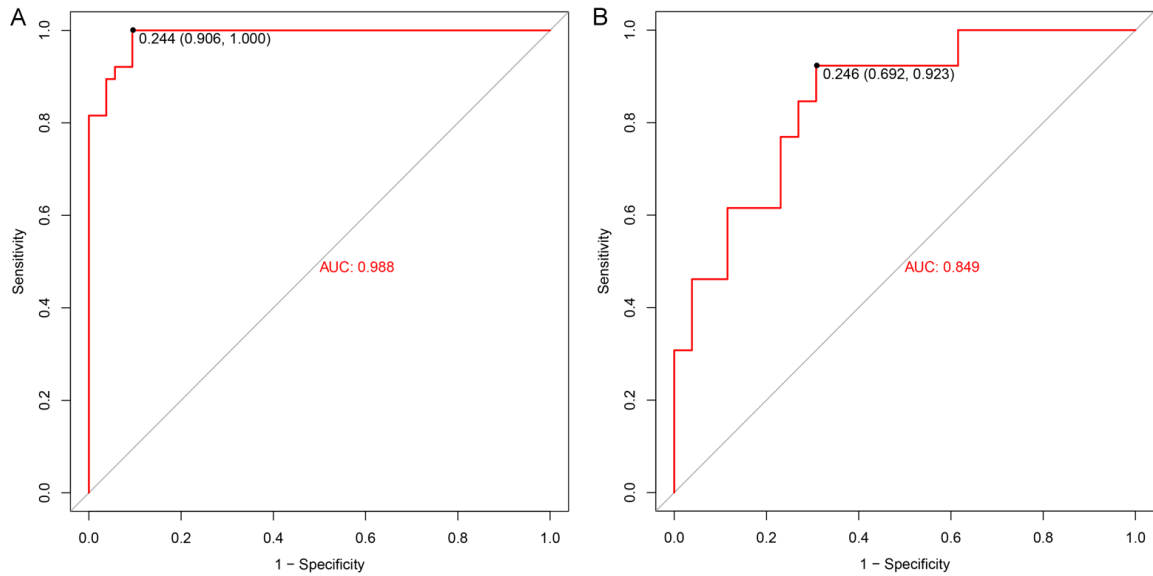 A
1.0
0.8
0.6
0.4
0.2
0.0
Sensitivity
0.244 (0.906, 1.000)
AUC: 0.988
0.0 0.2 0.4 0.6 0.8 1.0
1 − Specificity
B
1.0
0.8
0.6
0.4
0.2
0.0
Sensitivity
0.246 (0.692, 0.923)
AUC: 0.849
0.0 0.2 0.4 0.6 0.8 1.0
1 − Specificity